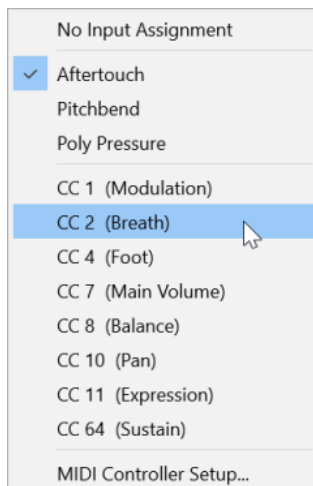 No Input Assignment
Aftertouch
Pitchbend
Poly Pressure
CC 1 (Modulation)
CC 2 (Breath)
CC 4 (Foot)
CC 7 (Main Volume)
CC 8 (Balance)
CC 10 (Pan)
CC 11 (Expression)
CC 64 (Sustain)
MIDI Controller Setup...